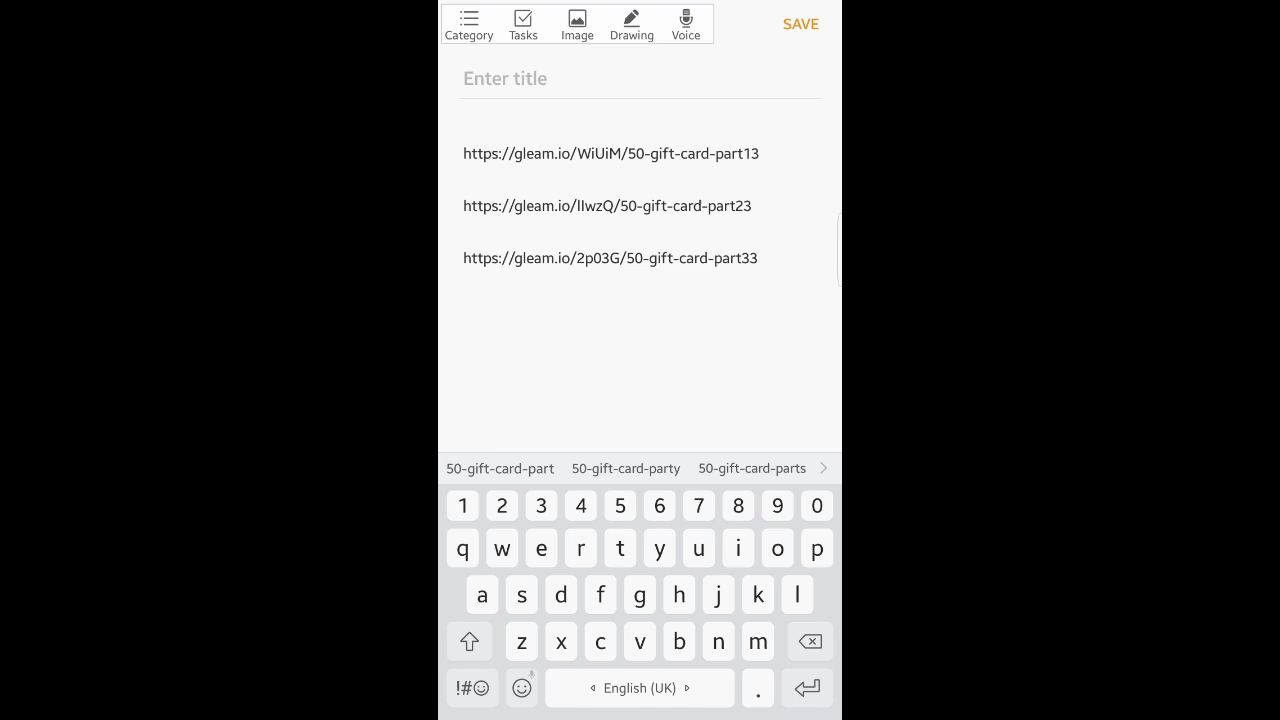 Category Tasks Image Drawing Voice SAVE
Enter title
https://gleam.io/WiUiM/50-gift-card-part13
https://gleam.io/IIwzQ/50-gift-card-part23
https://gleam.io/2p03G/50-gift-card-part33
50-gift-card-part 50-gift-card-party 50-gift-card-parts
1 2 3 4 5 6 7 8 9 0
q w e r t y u i o p
a s d f g h j k l
z x c v b n m
!#☺ English (UK) .